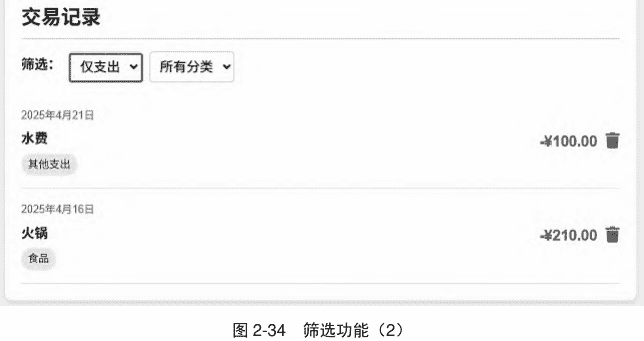 交易记录
筛选： 仅支出 所有分类
2025年4月21日
水费
-¥100.00
其他支出
2025年4月16日
火锅
-¥210.00
食品
图 2-34 筛选功能（2）